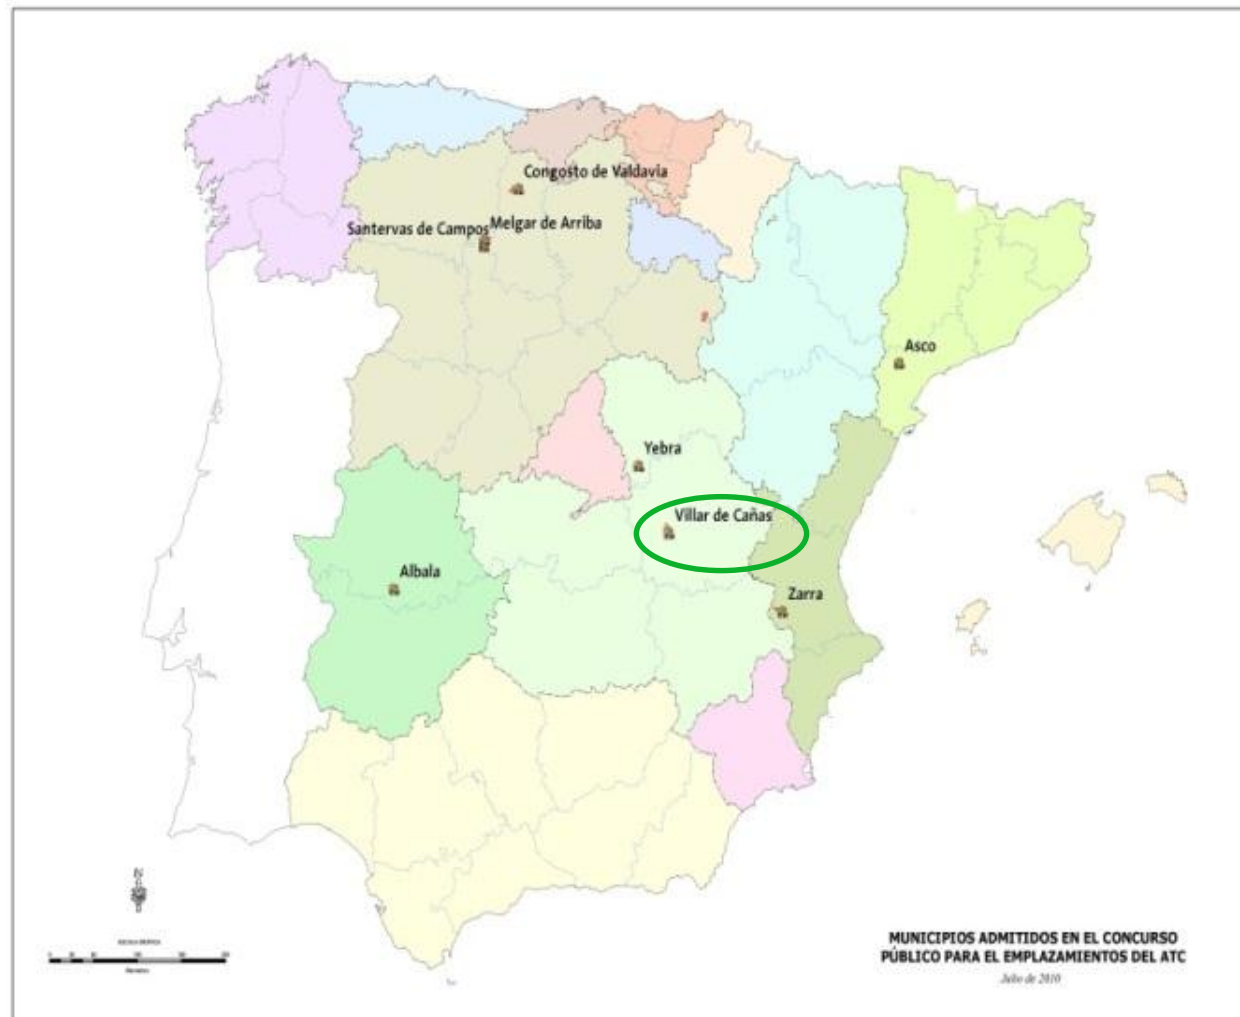 Congosto de Valdavia
Santervas de Campos
Melgar de Arriba
Asco
Yebra
Villar de Cañas
Albala
Zarra
MUNICIPIOS ADMITIDOS EN EL CONCURSO
PÚBLICO PARA EL EMPLAZAMIENTOS DEL ATC
Julio de 2010